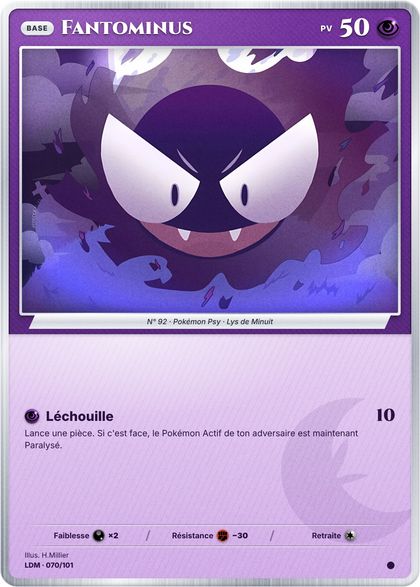 BASE Fantominus PV 50
N° 92 · Pokémon Psy · Lys de Minuit
Léchouille 10
Lance une pièce. Si c'est face, le Pokémon Actif de ton adversaire est maintenant
Paralysé.
Faiblesse ×2 / Résistance −30 / Retraite
Illus. H.Millier
LDM · 070/101